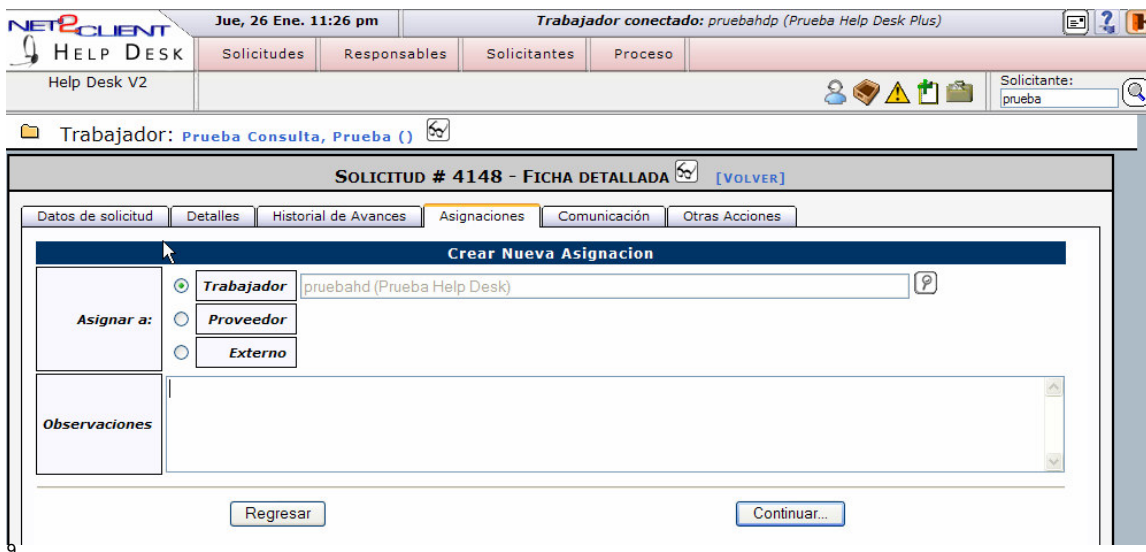 NET2CLIENT
Jue, 26 Ene. 11:26 pm
Trabajador conectado: pruebahdp (Prueba Help Desk Plus)
HELP DESK
Solicitudes
Responsables
Solicitantes
Proceso
Help Desk V2
Solicitante:
prueba
Trabajador: Prueba Consulta, Prueba ()
SOLICITUD # 4148 - FICHA DETALLADA [VOLVER]
Datos de solicitud
Detalles
Historial de Avances
Asignaciones
Comunicación
Otras Acciones
Crear Nueva Asignacion
Asignar a:
Trabajador
pruebahd (Prueba Help Desk)
Proveedor
Externo
Observaciones
Regresar
Continuar...
9